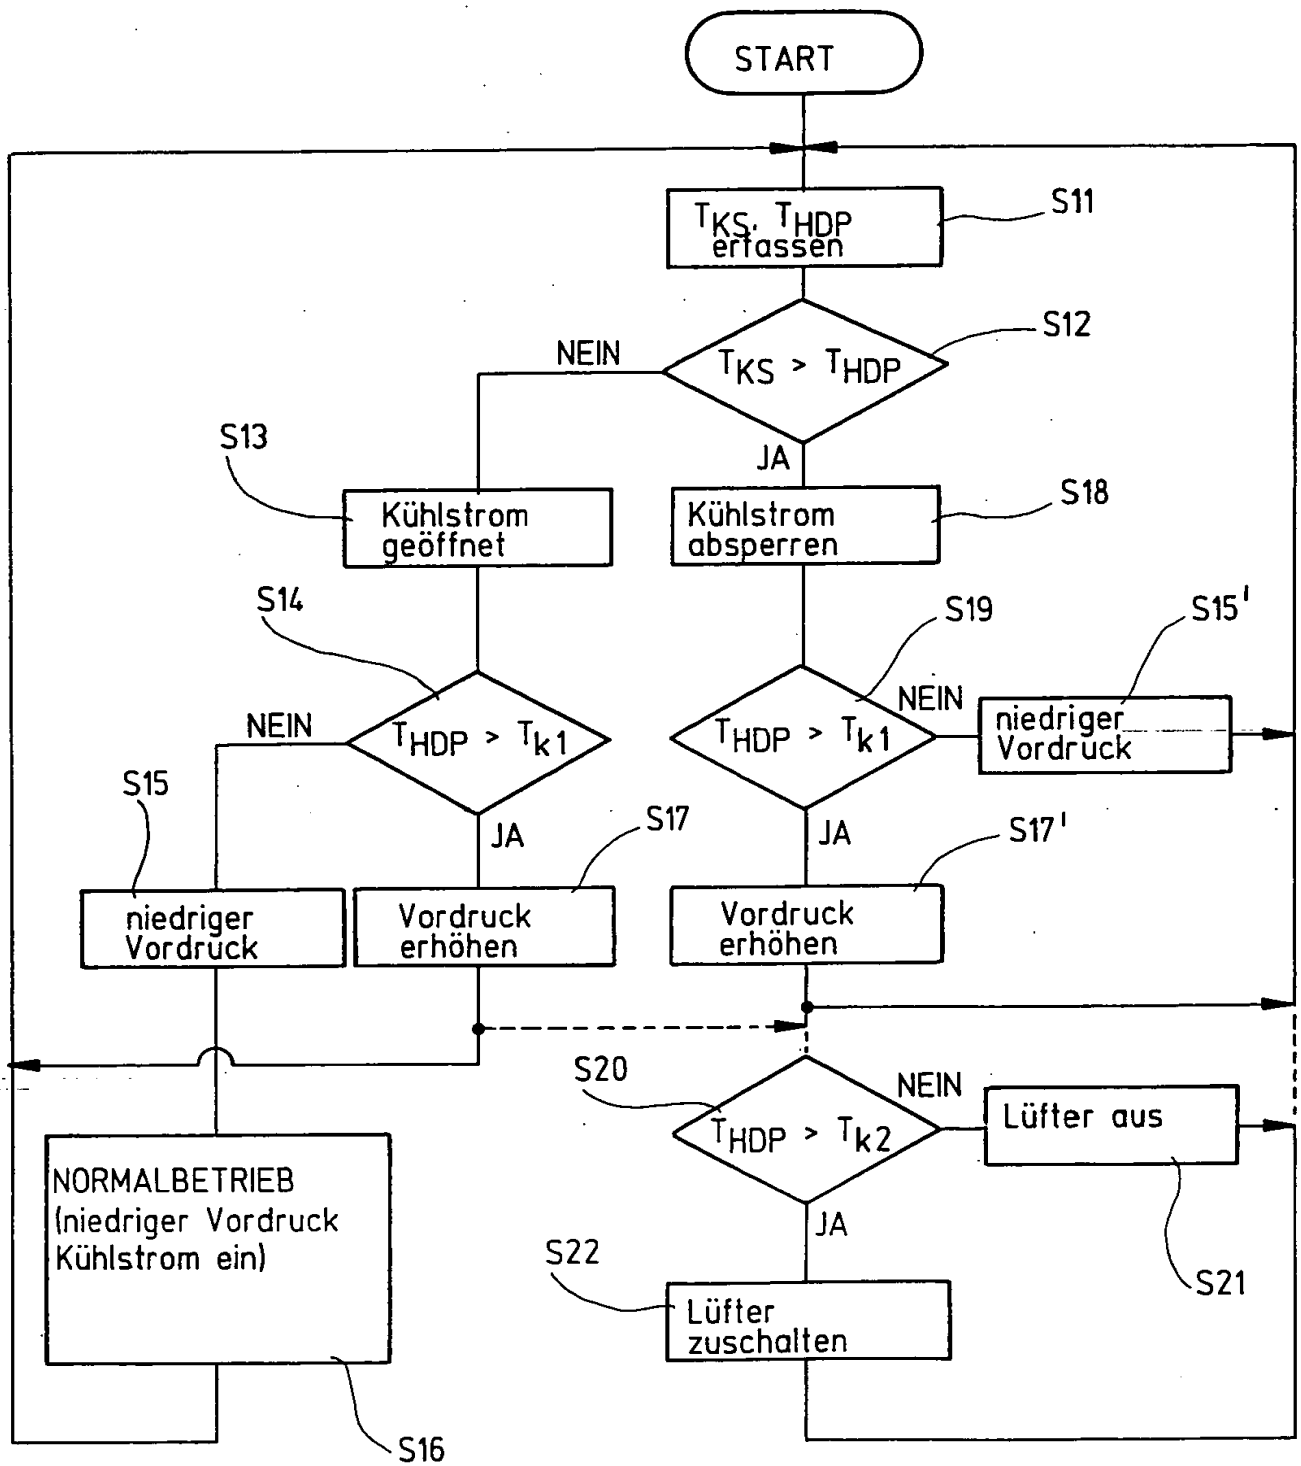 START
T_KS, T_HDP
erfassen
S11
T_KS > T_HDP
S12
NEIN
JA
S13
Kühlstrom
geöffnet
Kühlstrom
absperren
S18
S14
T_HDP > T_k1
NEIN
JA
S19
T_HDP > T_k1
NEIN
JA
S15'
niedriger
Vordruck
S15
niedriger
Vordruck
S17
Vordruck
erhöhen
S17'
Vordruck
erhöhen
S20
T_HDP > T_k2
NEIN
JA
Lüfter aus
S21
NORMALBETRIEB
(niedriger Vordruck
Kühlstrom ein)
S16
S22
Lüfter
zuschalten